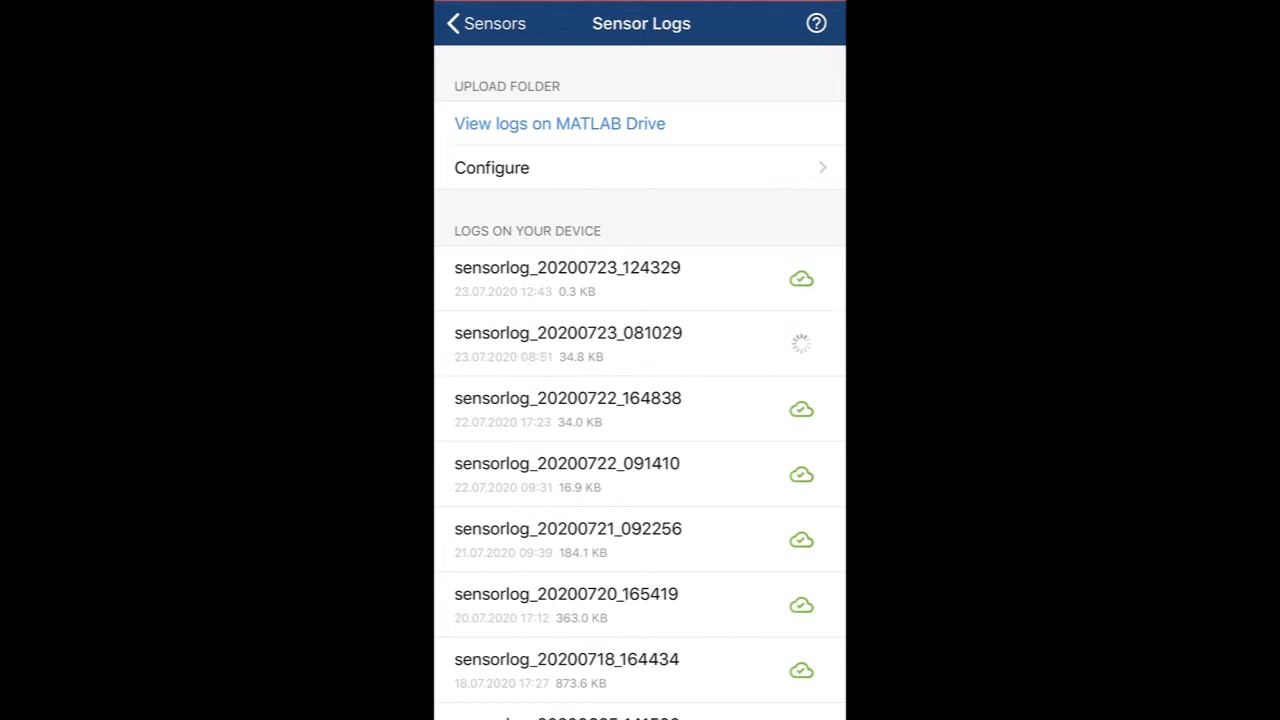 Sensors
Sensor Logs
UPLOAD FOLDER
View logs on MATLAB Drive
Configure
LOGS ON YOUR DEVICE
sensorlog_20200723_124329
23.07.2020 12:43 0.3 KB
sensorlog_20200723_081029
23.07.2020 08:51 34.8 KB
sensorlog_20200722_164838
22.07.2020 17:23 34.0 KB
sensorlog_20200722_091410
22.07.2020 09:31 16.9 KB
sensorlog_20200721_092256
21.07.2020 09:39 184.1 KB
sensorlog_20200720_165419
20.07.2020 17:12 363.0 KB
sensorlog_20200718_164434
18.07.2020 17:27 873.6 KB